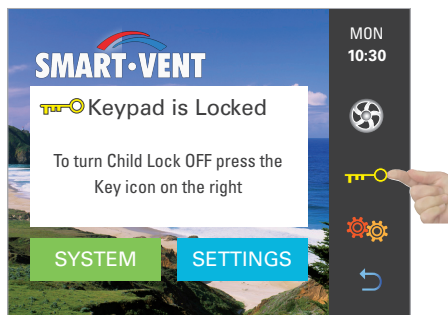 SMART·VENT
Keypad is Locked
To turn Child Lock OFF press the
Key icon on the right
SYSTEM
SETTINGS
MON
10:30